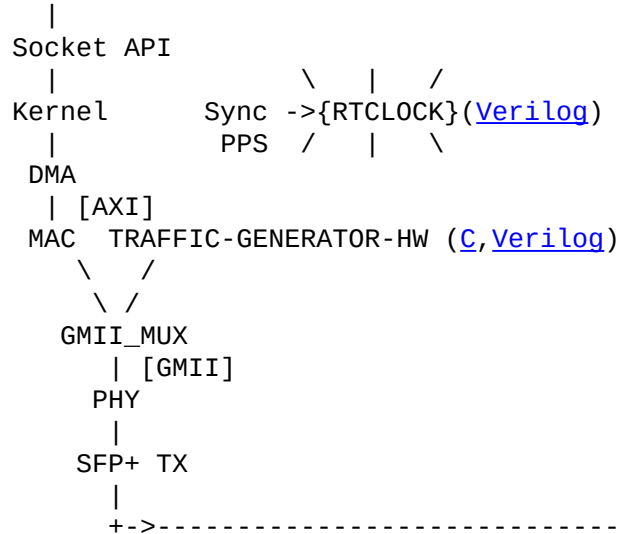 |
Socket API
| \ | /
Kernel Sync ->{RTCLOCK}(Verilog)
| PPS / | \
DMA
| [AXI]
MAC TRAFFIC-GENERATOR-HW (C,Verilog)
\ /
\ /
GMII_MUX
| [GMII]
PHY
|
SFP+ TX
|
+->-----------------------------